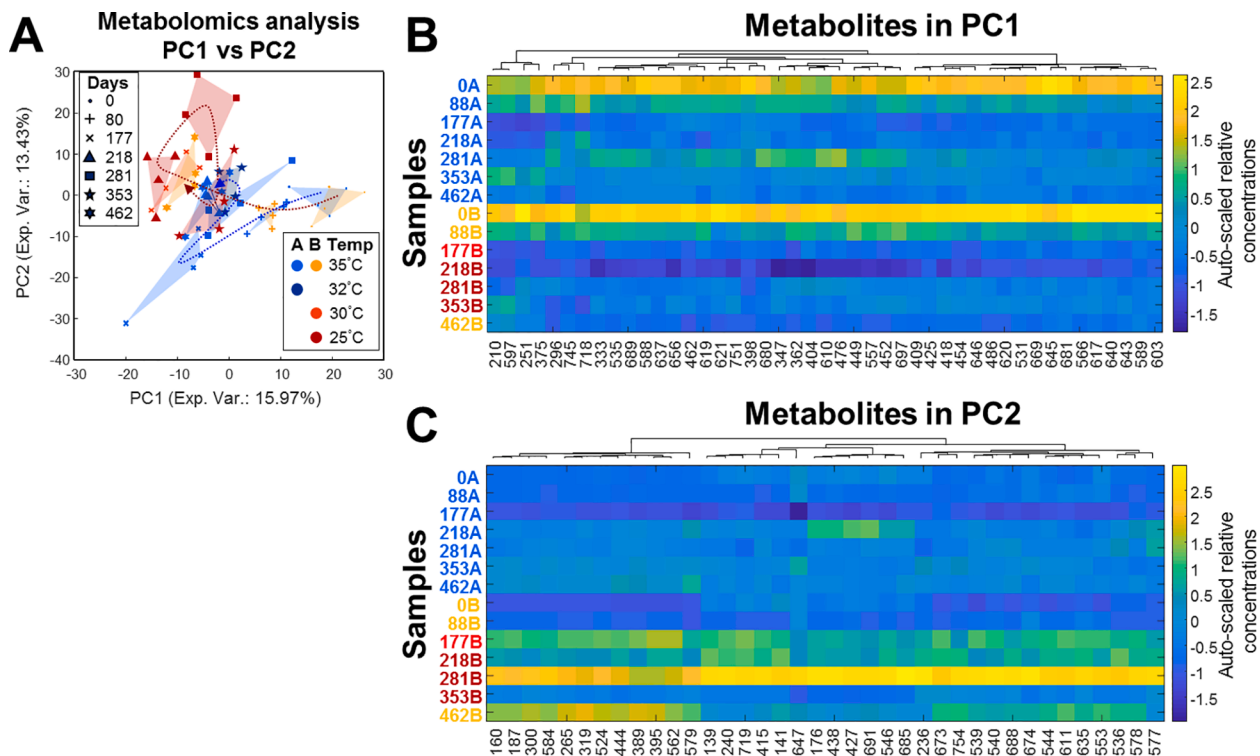 A
Metabolomics analysis
PC1 vs PC2
PC2 (Exp. Var.: 13.43%)
30
20
10
0
-10
-20
-30
-40
-30
-20
-10
0
10
20
30
PC1 (Exp. Var.: 15.97%)
Days
0
80
177
218
281
353
462
A B Temp
35°C
32°C
30°C
25°C
B
Metabolites in PC1
Samples
0A
88A
177A
218A
281A
353A
462A
0B
88B
177B
218B
281B
353B
462B
210 597 251 375 296 745 718 333 535 689 588 637 656 462 619 621 751 398 680 347 362 404 610 476 449 557 452 697 409 425 418 454 646 486 620 531 669 645 681 566 617 640 643 589 603
2.5
2
1.5
1
0.5
0
-0.5
-1
-1.5
Auto-scaled relative
concentrations
C
Metabolites in PC2
Samples
0A
88A
177A
218A
281A
353A
462A
0B
88B
177B
218B
281B
353B
462B
160 187 300 584 265 319 524 444 389 395 562 579 139 240 719 415 141 647 176 438 427 691 546 685 236 673 754 539 540 688 674 544 611 635 553 536 578 577
2.5
2
1.5
1
0.5
0
-0.5
-1
-1.5
Auto-scaled relative
concentrations